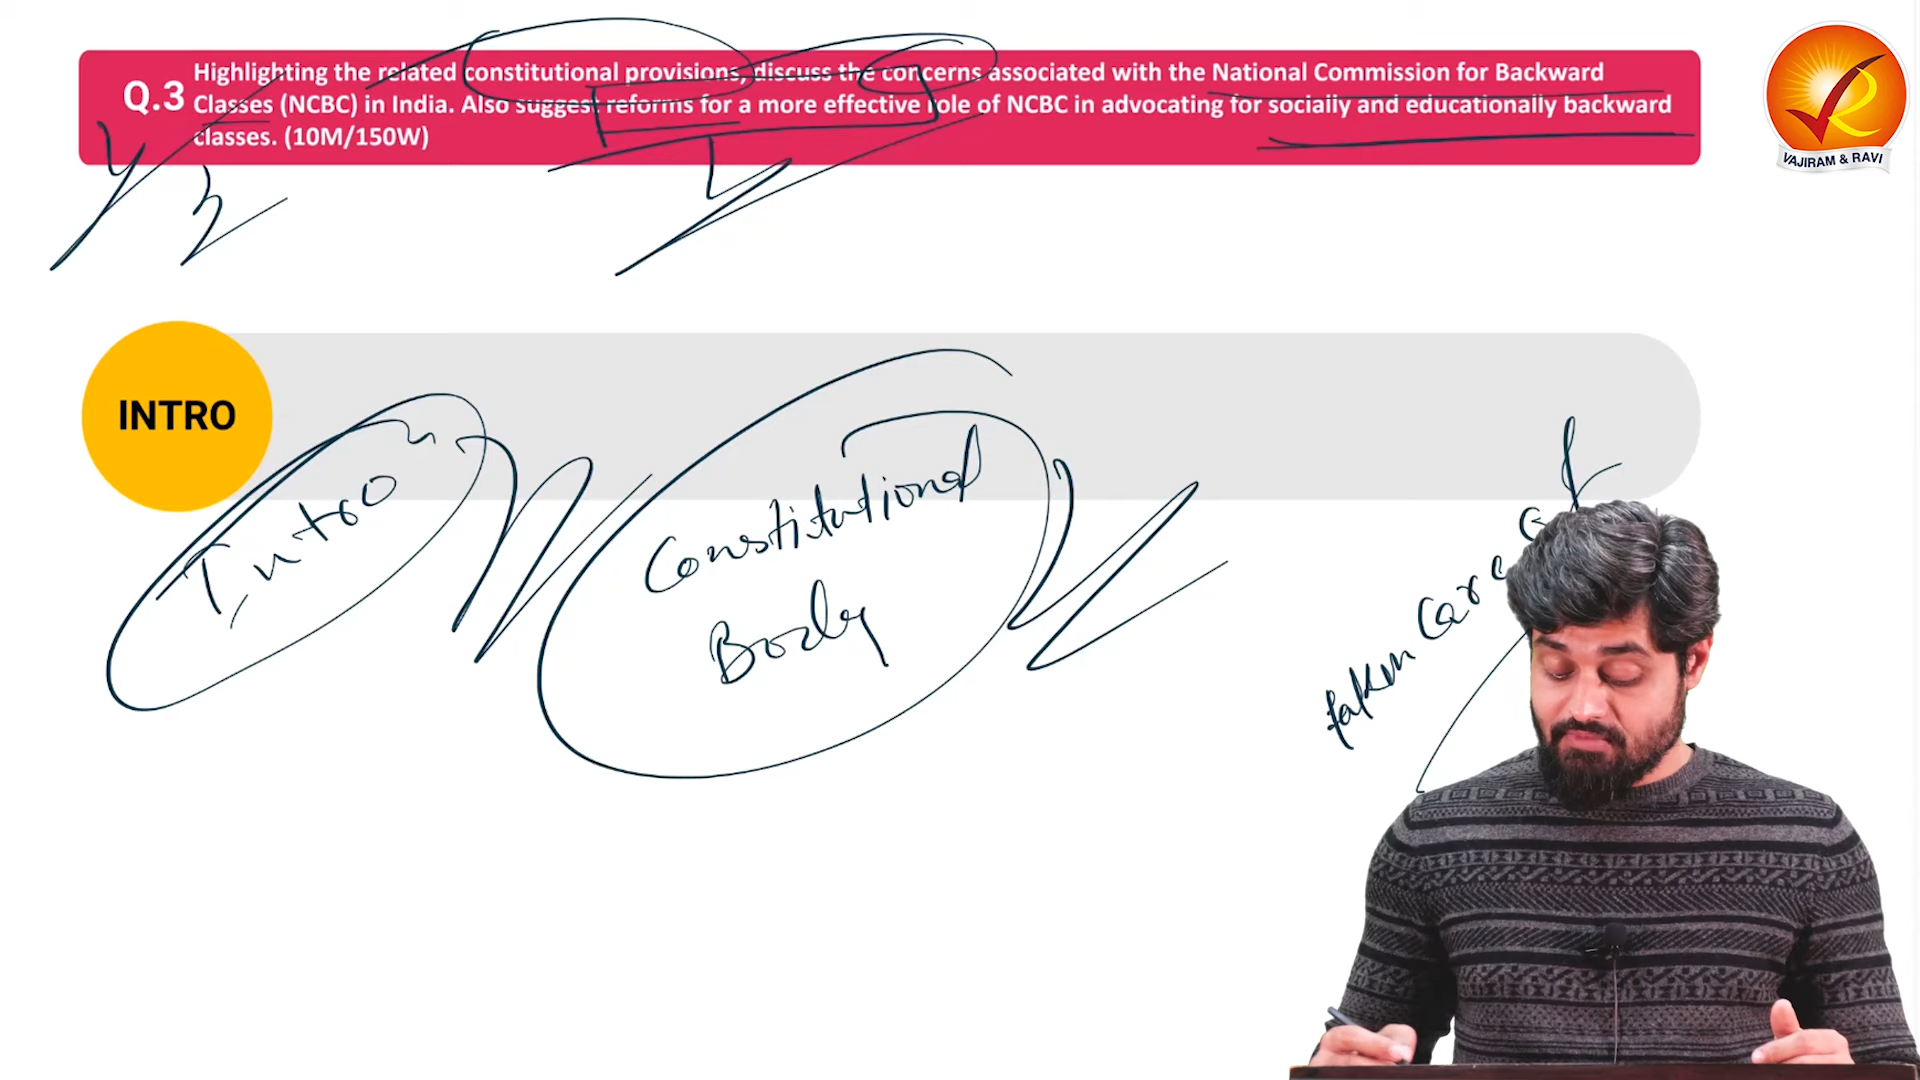 Q.3 Highlighting the related constitutional provisions, discuss the concerns associated with the National Commission for Backward
Classes (NCBC) in India. Also suggest reforms for a more effective role of NCBC in advocating for socially and educationally backward
classes. (10M/150W)
VAJIRAM & RAVI
INTRO
Intro
Constitutional
Body
takm Care of